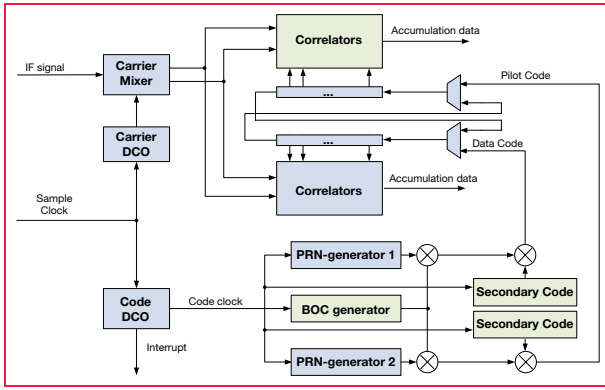 Correlators
Accumulation data
IF signal
Carrier
Mixer
Pilot Code
...
Carrier
DCO
...
Data Code
Sample
Clock
Correlators
Accumulation data
PRN-generator 1
Code
DCO
Code clock
BOC generator
Secondary Code
Secondary Code
Interrupt
PRN-generator 2